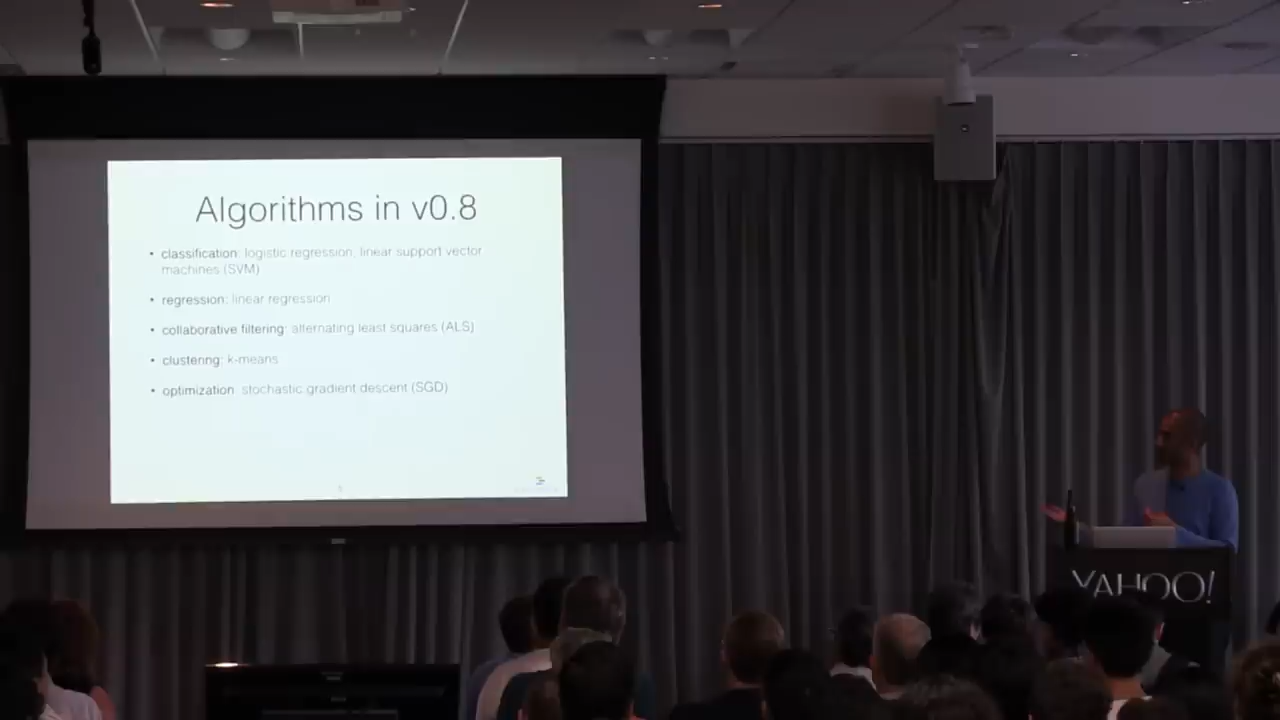 Algorithms in v0.8
• classification: logistic regression, linear support vector
machines (SVM)
• regression: linear regression
• collaborative filtering: alternating least squares (ALS)
• clustering: k-means
• optimization: stochastic gradient descent (SGD)
YAHOO!